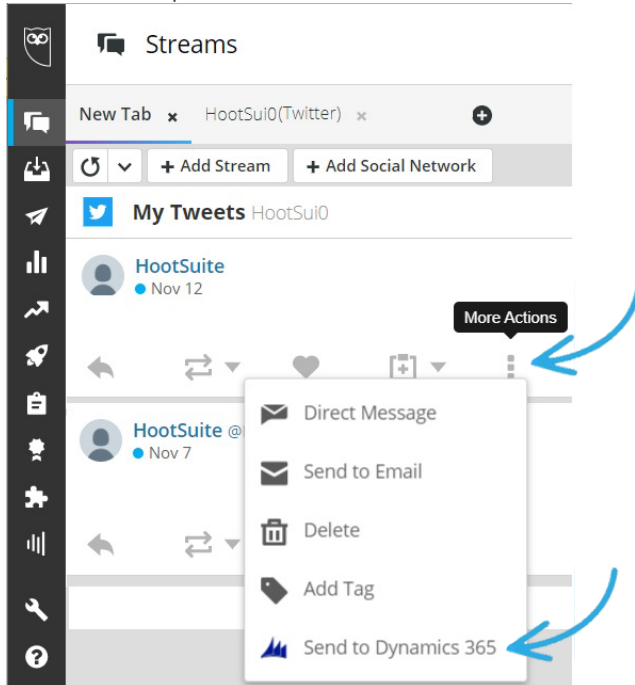 Streams
New Tab x HootSui0(Twitter) x
+ Add Stream + Add Social Network
My Tweets HootSui0
HootSuite
Nov 12
More Actions
Direct Message
HootSuite
Nov 7
Send to Email
Delete
Add Tag
Send to Dynamics 365